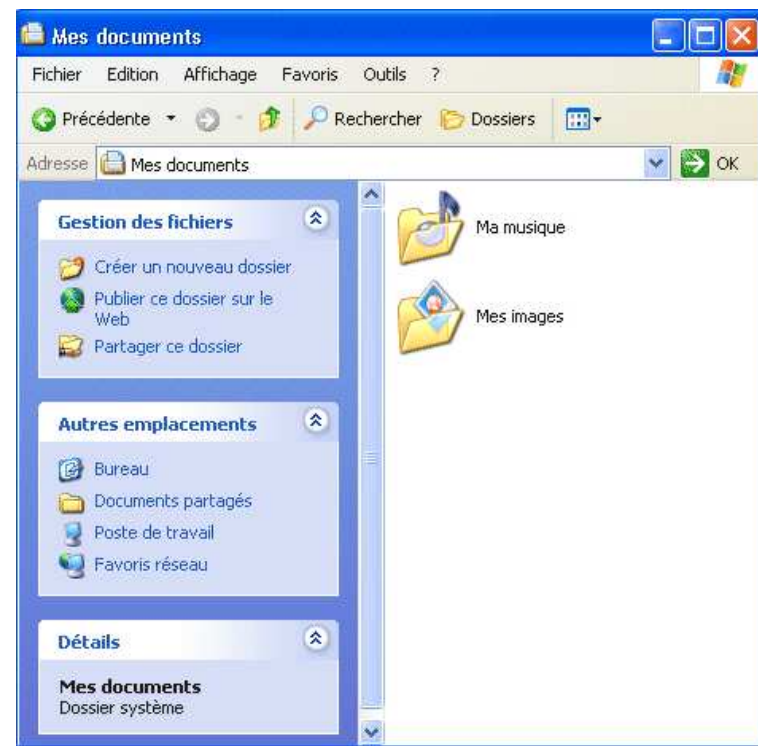 Mes documents
Fichier Edition Affichage Favoris Outils ?
Précédente Rechercher Dossiers
Adresse Mes documents OK
Gestion des fichiers
Créer un nouveau dossier
Publier ce dossier sur le
Web
Partager ce dossier
Autres emplacements
Bureau
Documents partagés
Poste de travail
Favoris réseau
Détails
Mes documents
Dossier système
Ma musique
Mes images